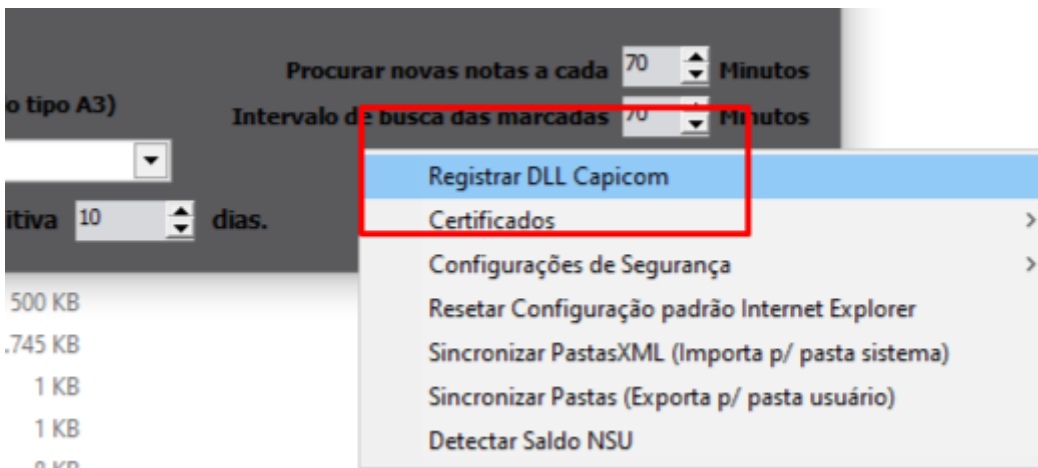 Procurar novas notas a cada 70 Minutos
o tipo A3)
Intervalo de busca das marcadas 70 Minutos
itiva 10 dias.
Registrar DLL Capicom
Certificados
Configurações de Segurança
Resetar Configuração padrão Internet Explorer
Sincronizar PastasXML (Importa p/ pasta sistema)
Sincronizar Pastas (Exporta p/ pasta usuário)
Detectar Saldo NSU
500 KB
.745 KB
1 KB
1 KB
8 KB